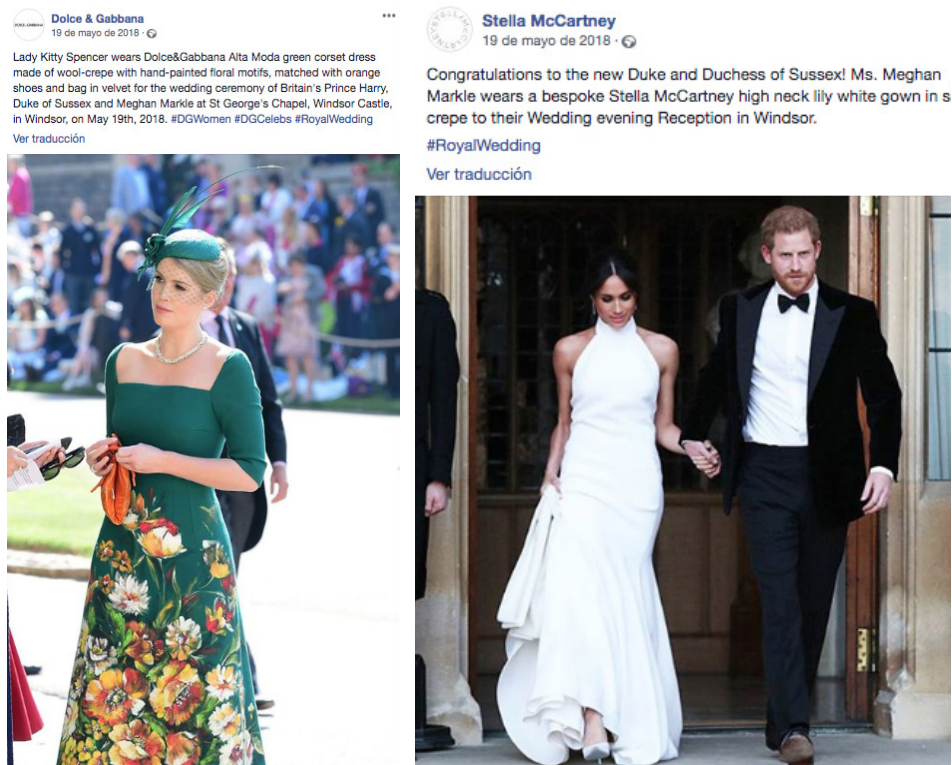 Dolce & Gabbana
19 de mayo de 2018 ·
Lady Kitty Spencer wears Dolce&Gabbana Alta Moda green corset dress
made of wool-crepe with hand-painted floral motifs, matched with orange
shoes and bag in velvet for the wedding ceremony of Britain's Prince Harry,
Duke of Sussex and Meghan Markle at St George's Chapel, Windsor Castle,
in Windsor, on May 19th, 2018. #DGWomen #DGCelebs #RoyalWedding
Ver traducción
Stella McCartney
19 de mayo de 2018 ·
Congratulations to the new Duke and Duchess of Sussex! Ms. Meghan
Markle wears a bespoke Stella McCartney high neck lily white gown in s
crepe to their Wedding evening Reception in Windsor.
#RoyalWedding
Ver traducción